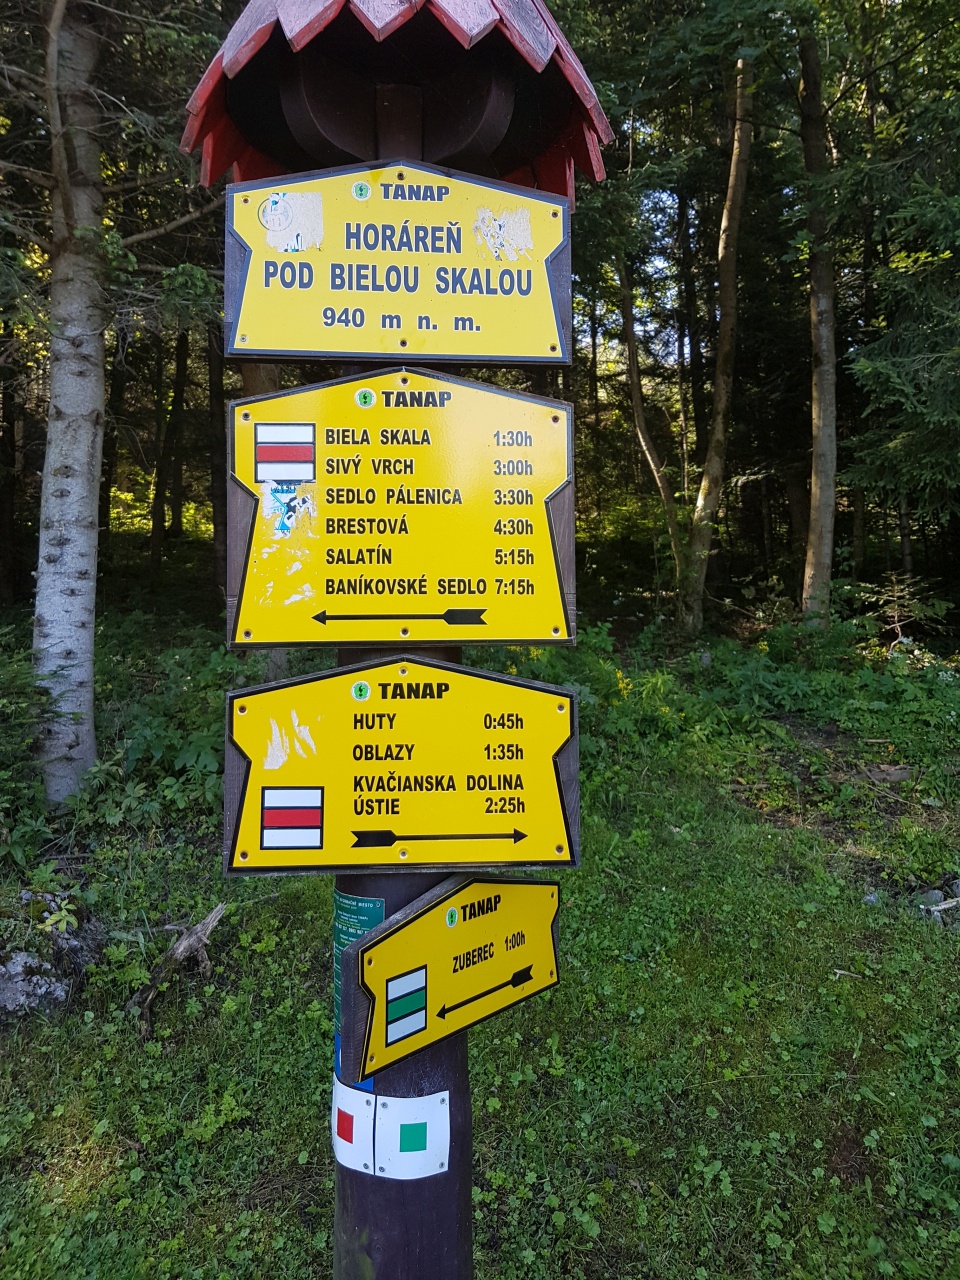 TANAP
HORÁREŇ
POD BIELOU SKALOU
940 m n. m.
TANAP
BIELA SKALA 1:30h
SIVÝ VRCH 3:00h
SEDLO PÁLENICA 3:30h
BRESTOVÁ 4:30h
SALATÍN 5:15h
BANÍKOVSKÉ SEDLO 7:15h
TANAP
HUTY 0:45h
OBLAZY 1:35h
KVAČIANSKA DOLINA
ÚSTIE 2:25h
TANAP
ZUBEREC 1:00h